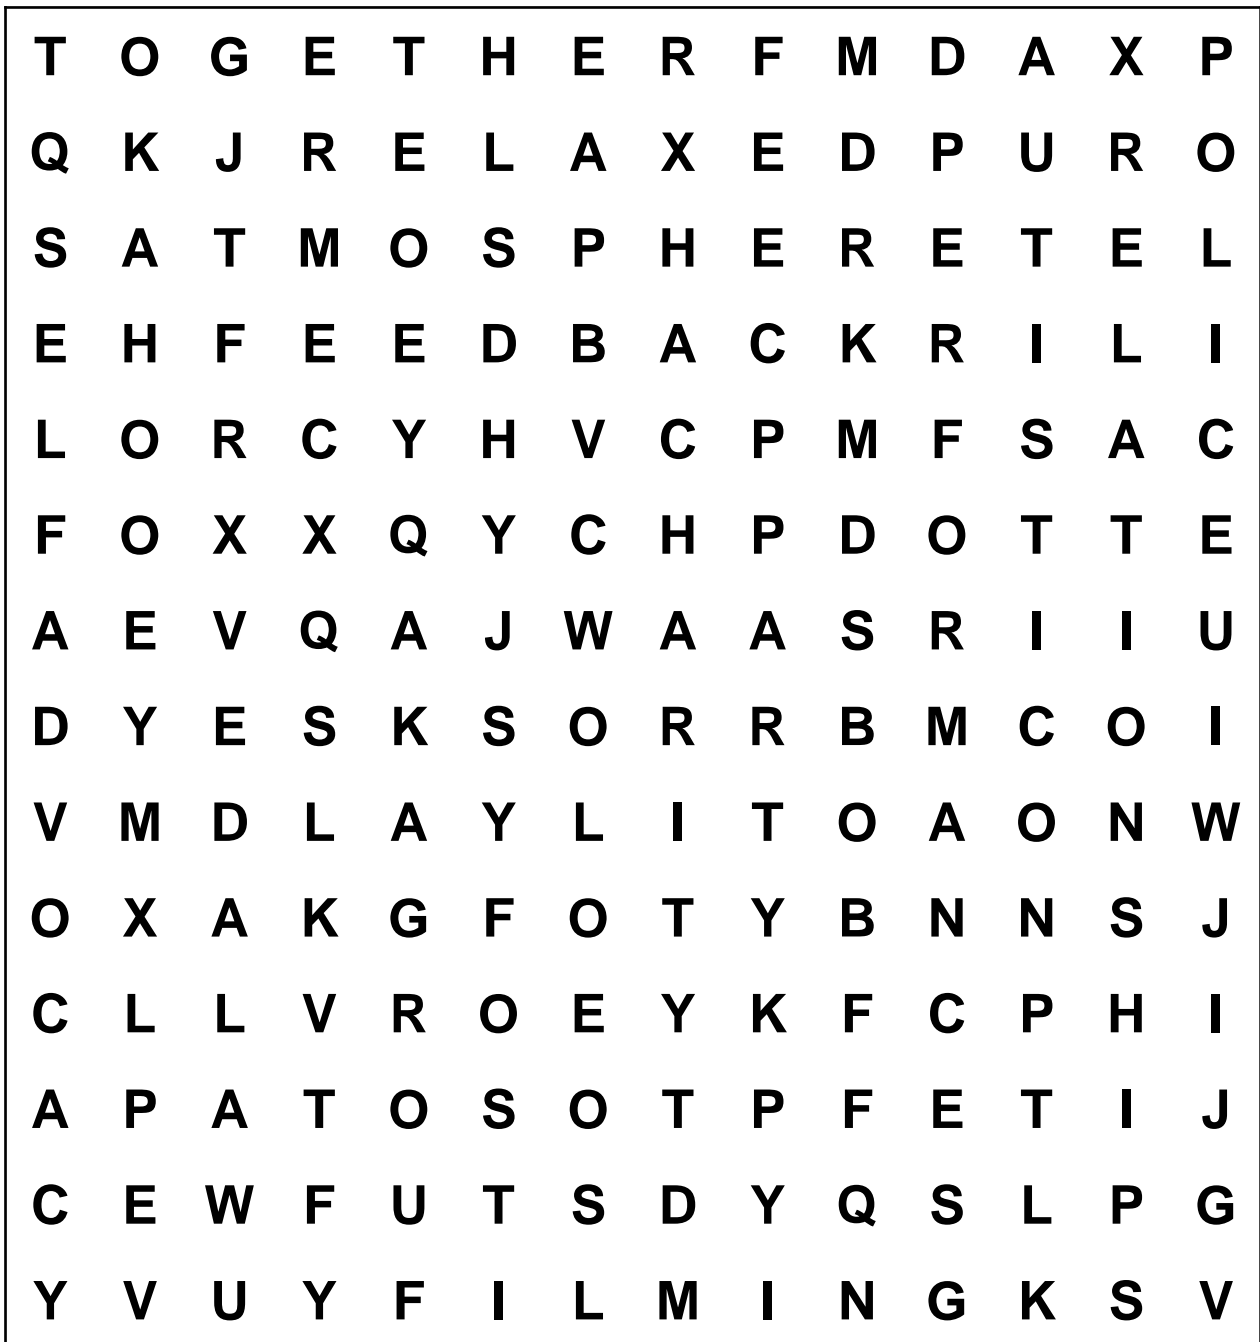 T O G E T H E R F M D A X P
Q K J R E L A X E D P U R O
S A T M O S P H E R E T E L
E H F E E D B A C K R I L I
L O R C Y H V C P M F S A C
F O X X Q Y C H P D O T T E
A E V Q A J W A A S R I I U
D Y E S K S O R R B M C O I
V M D L A Y L I T O A O N W
O X A K G F O T Y B N N S J
C L L V R O E Y K F C P H I
A P A T O S O T P F E T I J
C E W F U T S D Y Q S L P G
Y V U Y F I L M I N G K S V